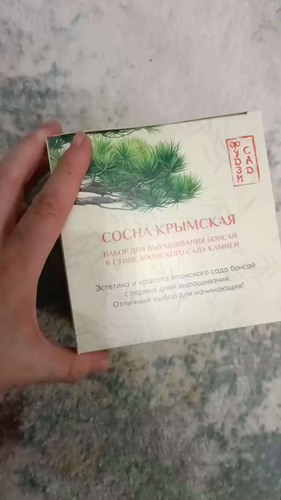 ФУДЗИ
САД
СОСНА КРЫМСКАЯ
НАБОР ДЛЯ ВЫРАЩИВАНИЯ БОНСАЙ
В СТИЛЕ ЯПОНСКОГО САДА КАМНЕЙ
Эстетика и красота японского сада бонсай
с первых дней выращивания.
Отличный выбор для начинающих!